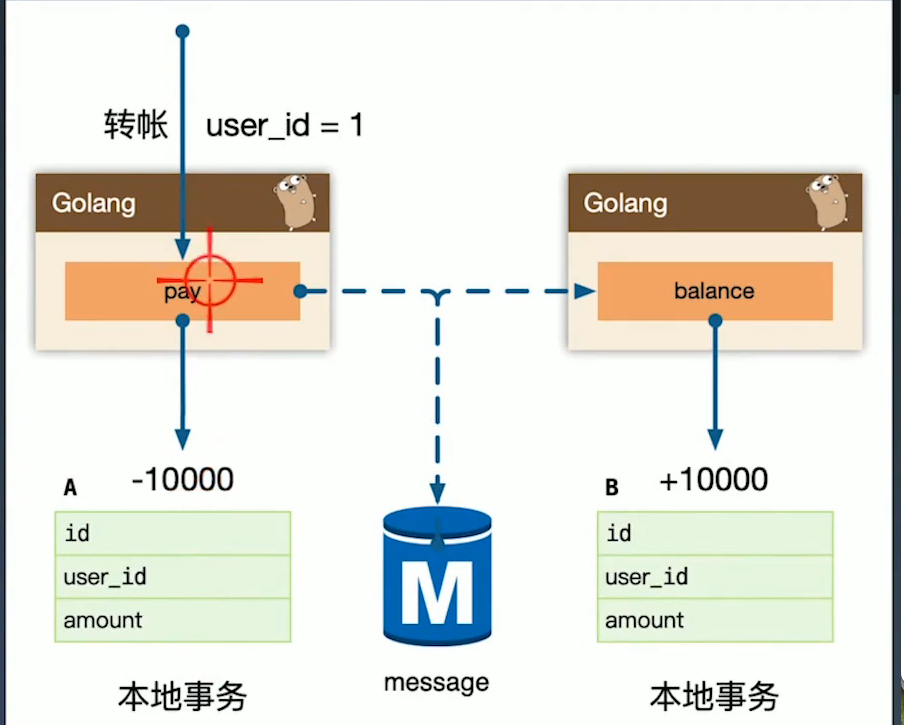 转帐 user_id = 1
Golang
Golang
pay
balance
A -10000
B +10000
id
user_id
amount
M
message
id
user_id
amount
本地事务
本地事务